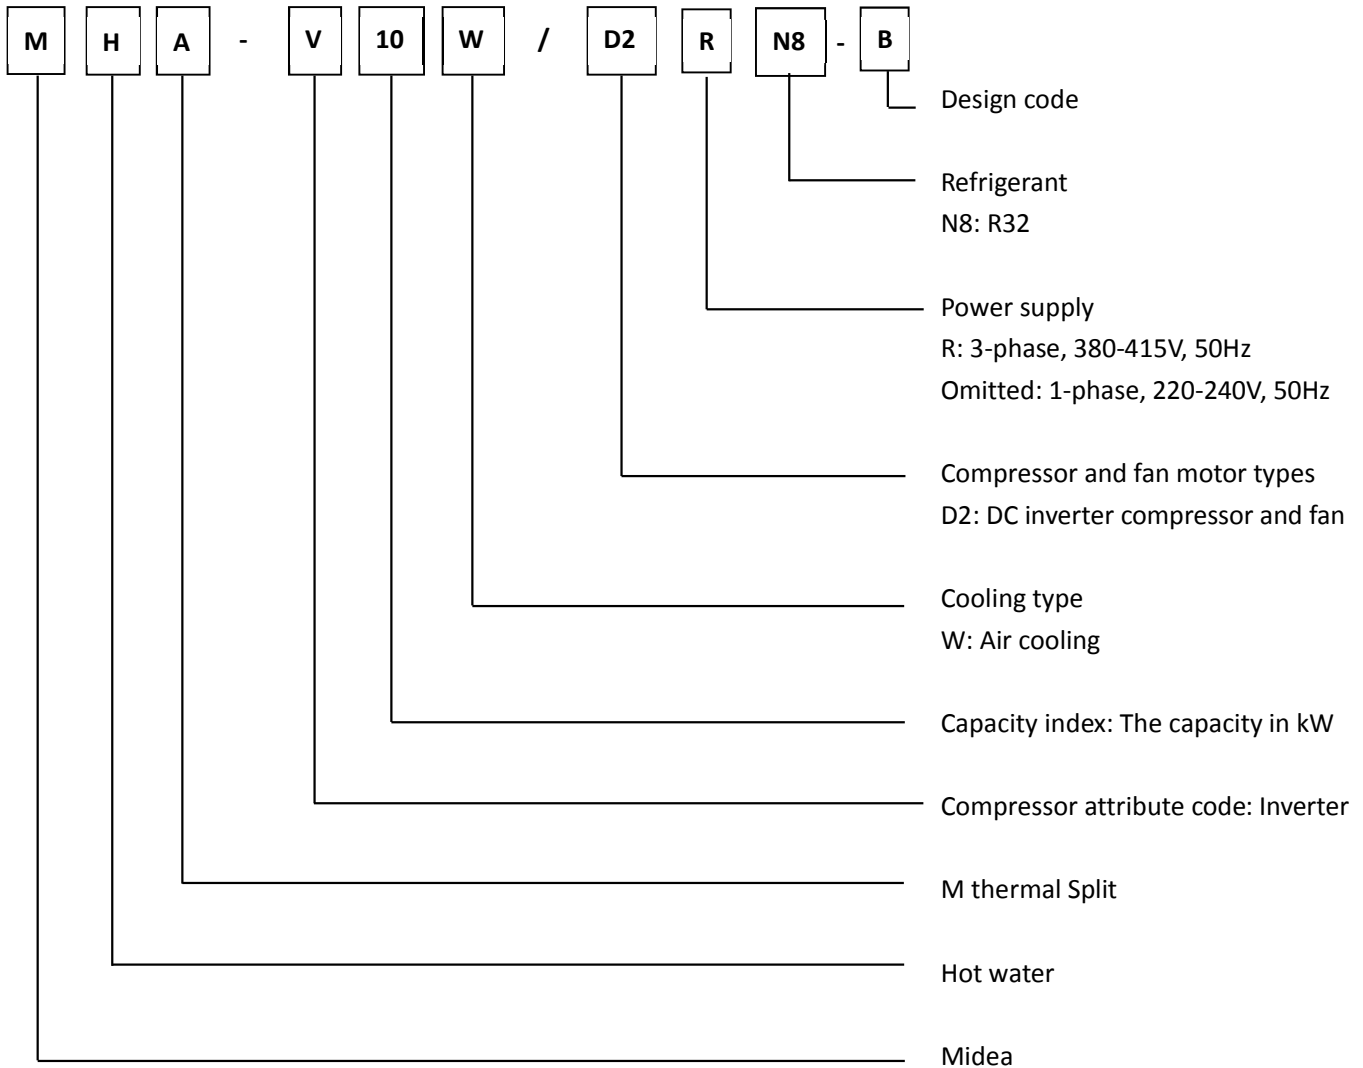 M H A - V 10 W / D2 R N8 - B
Design code
Refrigerant
N8: R32
Power supply
R: 3-phase, 380-415V, 50Hz
Omitted: 1-phase, 220-240V, 50Hz
Compressor and fan motor types
D2: DC inverter compressor and fan
Cooling type
W: Air cooling
Capacity index: The capacity in kW
Compressor attribute code: Inverter
M thermal Split
Hot water
Midea